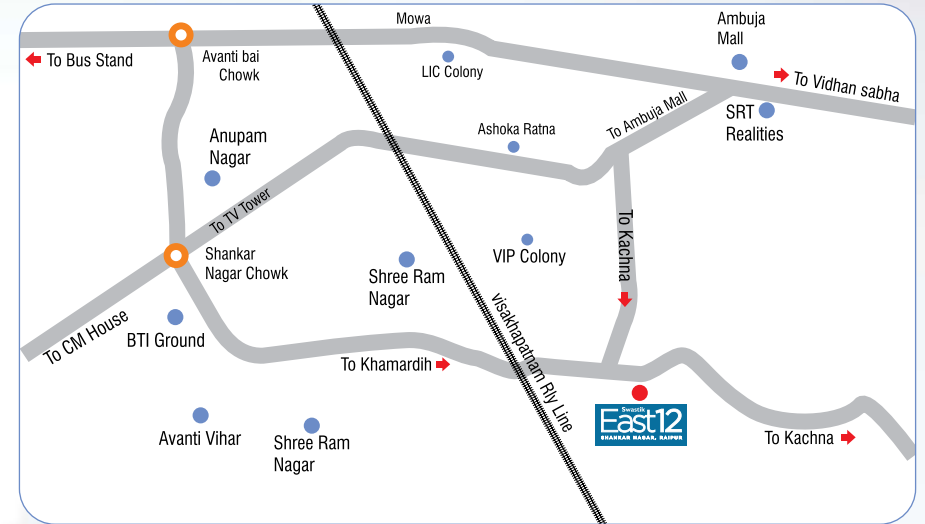 Mowa
Ambuja
Mall
To Bus Stand
Avanti bai
Chowk
LIC Colony
To Vidhan sabha
SRT
Realities
To Ambuja Mall
Ashoka Ratna
Anupam
Nagar
To TV Tower
To Kachna
Shankar
Nagar Chowk
VIP Colony
Shree Ram
Nagar
visakhapatnam Rly Line
To CM House
BTI Ground
To Khamardih
Swastik
East12
SHANKAR NAGAR, RAIPUR
Avanti Vihar
Shree Ram
Nagar
To Kachna